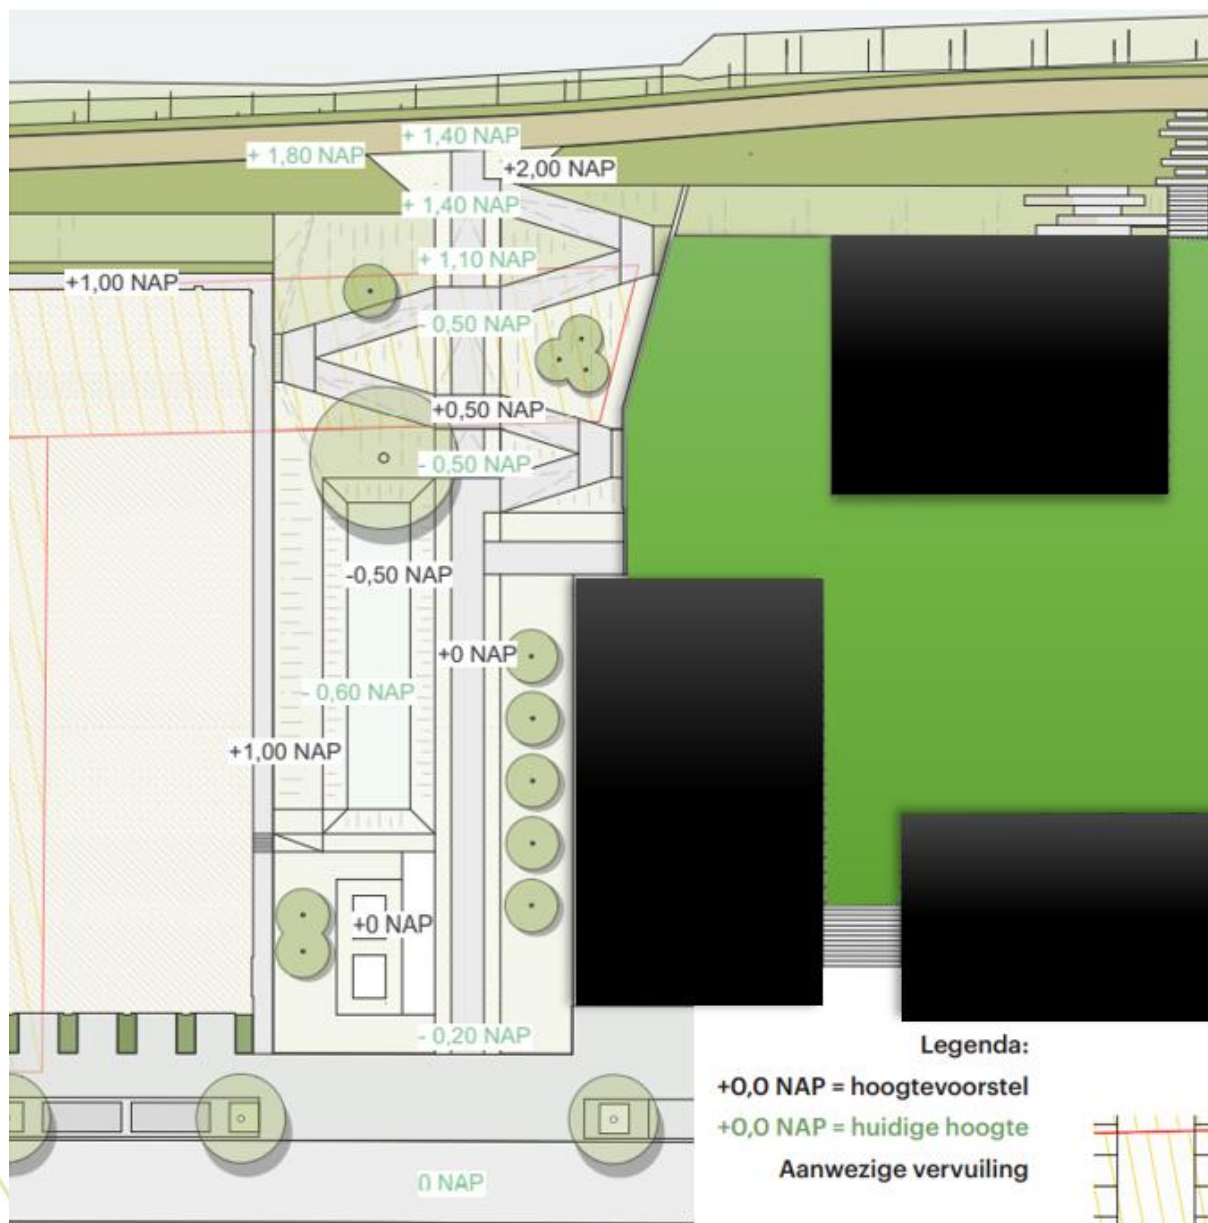 + 1,40 NAP
+ 1,80 NAP
+2,00 NAP
+ 1,40 NAP
+ 1,10 NAP
+1,00 NAP
- 0,50 NAP
+0,50 NAP
- 0,50 NAP
-0,50 NAP
+0 NAP
- 0,60 NAP
+1,00 NAP
+0 NAP
- 0,20 NAP
Legenda:
+0,0 NAP = hoogtevoorstel
+0,0 NAP = huidige hoogte
Aanwezige vervuiling
0 NAP